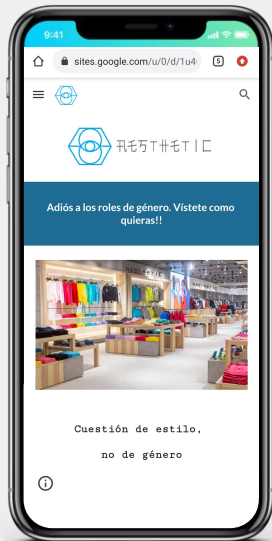 9:41
sites.google.com/u/0/d/1u4
5
AESTHETIC
Adiós a los roles de género. Vístete como
quieras!!
Cuestión de estilo,
no de género